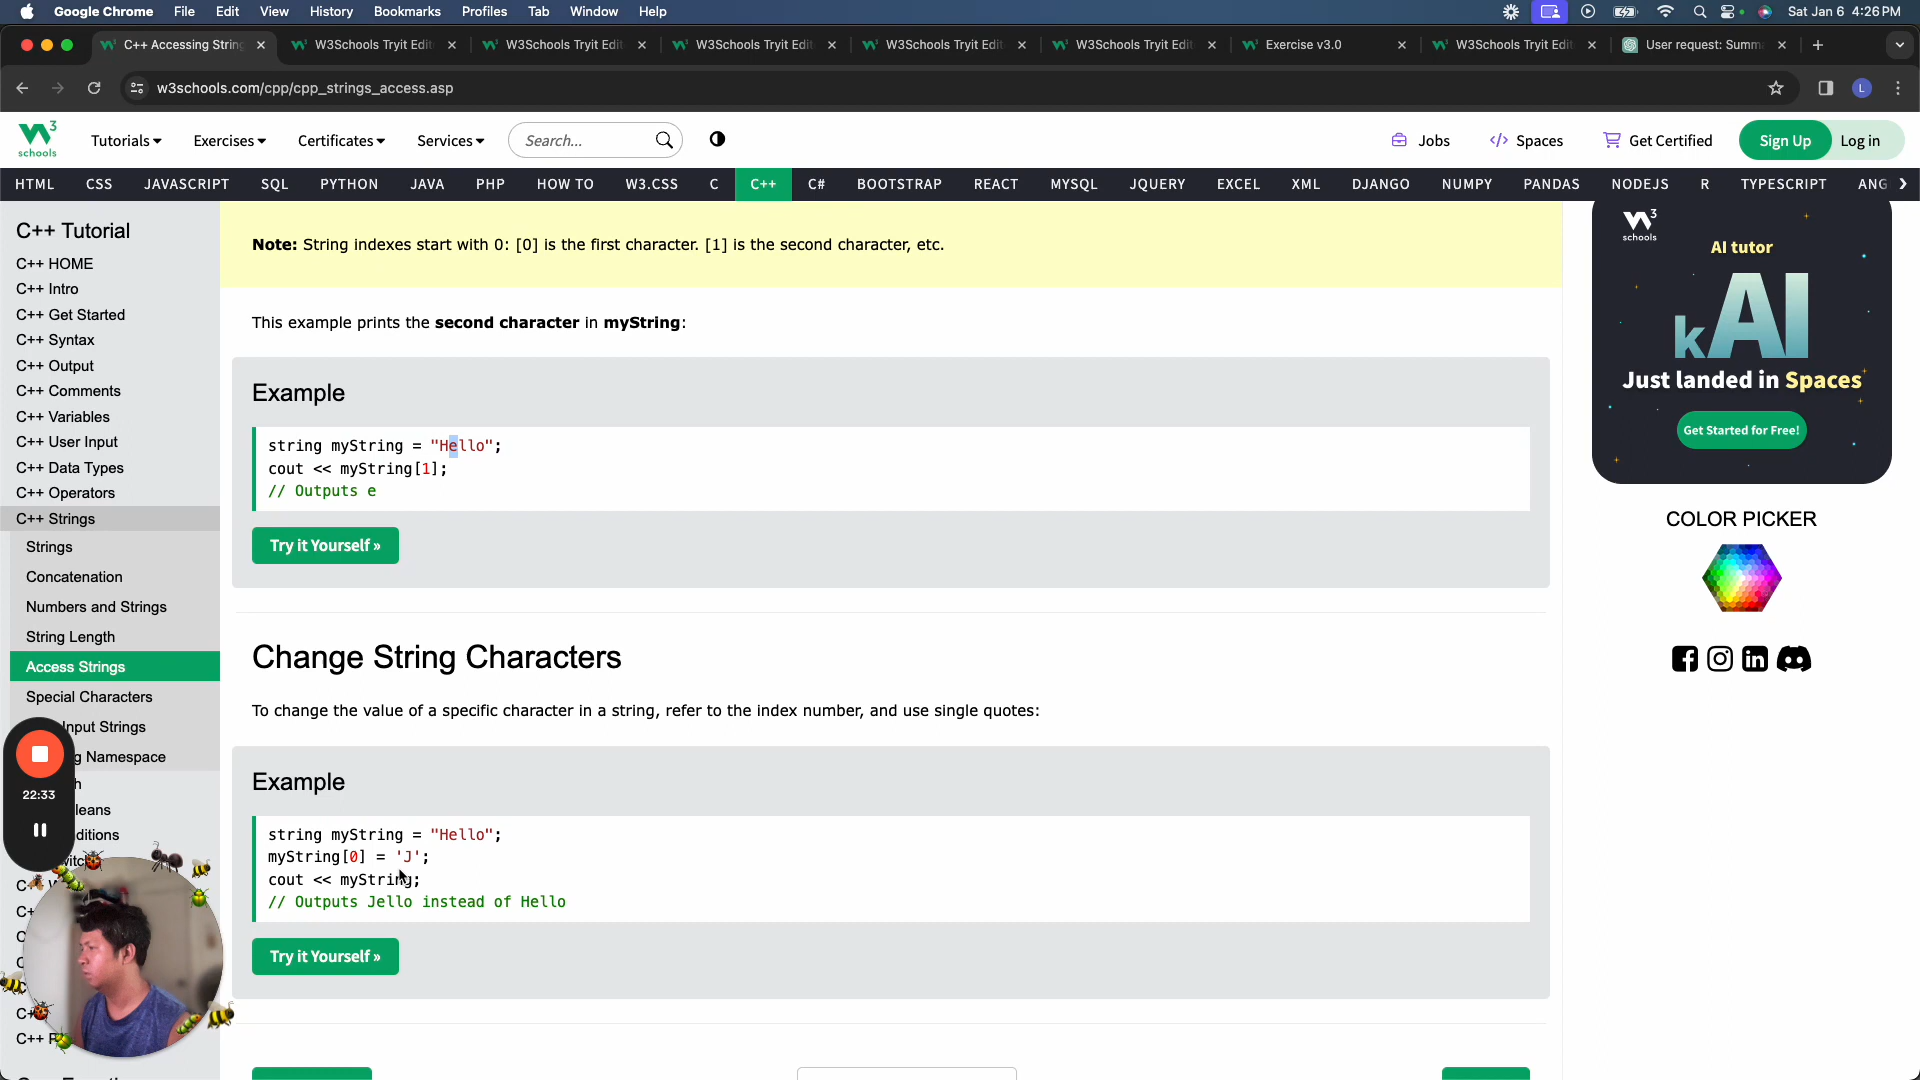 Google Chrome File Edit View History Bookmarks Profiles Tab Window Help Sat Jan 6 4:26 PM
C++ Accessing String W3Schools Tryit Edit W3Schools Tryit Edit W3Schools Tryit Edit W3Schools Tryit Edit W3Schools Tryit Edit Exercise v3.0 W3Schools Tryit Edit User request: Summ
w3schools.com/cpp/cpp_strings_access.asp L
W3 schools Tutorials Exercises Certificates Services Search... Jobs Spaces Get Certified Sign Up Log in
HTML CSS JAVASCRIPT SQL PYTHON JAVA PHP HOW TO W3.CSS C C++ C# BOOTSTRAP REACT MYSQL JQUERY EXCEL XML DJANGO NUMPY PANDAS NODEJS R TYPESCRIPT ANG
C++ Tutorial
C++ HOME
C++ Intro
C++ Get Started
C++ Syntax
C++ Output
C++ Comments
C++ Variables
C++ User Input
C++ Data Types
C++ Operators
C++ Strings
Strings
Concatenation
Numbers and Strings
String Length
Access Strings
Special Characters
nput Strings
g Namespace
h
leans
ditions
witch
22:33
Note: String indexes start with 0: [0] is the first character. [1] is the second character, etc.
This example prints the second character in myString:
Example
string myString = "Hello";
cout << myString[1];
// Outputs e
Try it Yourself »
Change String Characters
To change the value of a specific character in a string, refer to the index number, and use single quotes:
Example
string myString = "Hello";
myString[0] = 'J';
cout << myString;
// Outputs Jello instead of Hello
Try it Yourself »
W3 schools
AI tutor
kAI
Just landed in Spaces
Get Started for Free!
COLOR PICKER